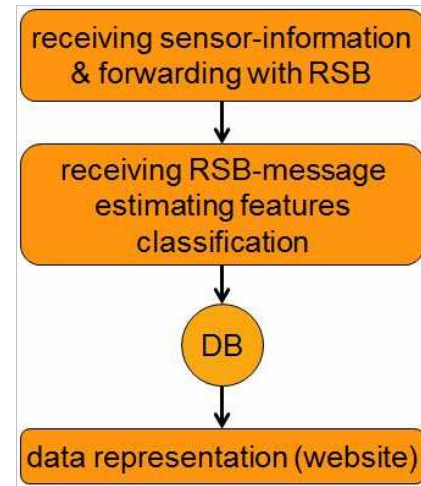 receiving sensor-information
& forwarding with RSB
receiving RSB-message
estimating features
classification
DB
data representation (website)